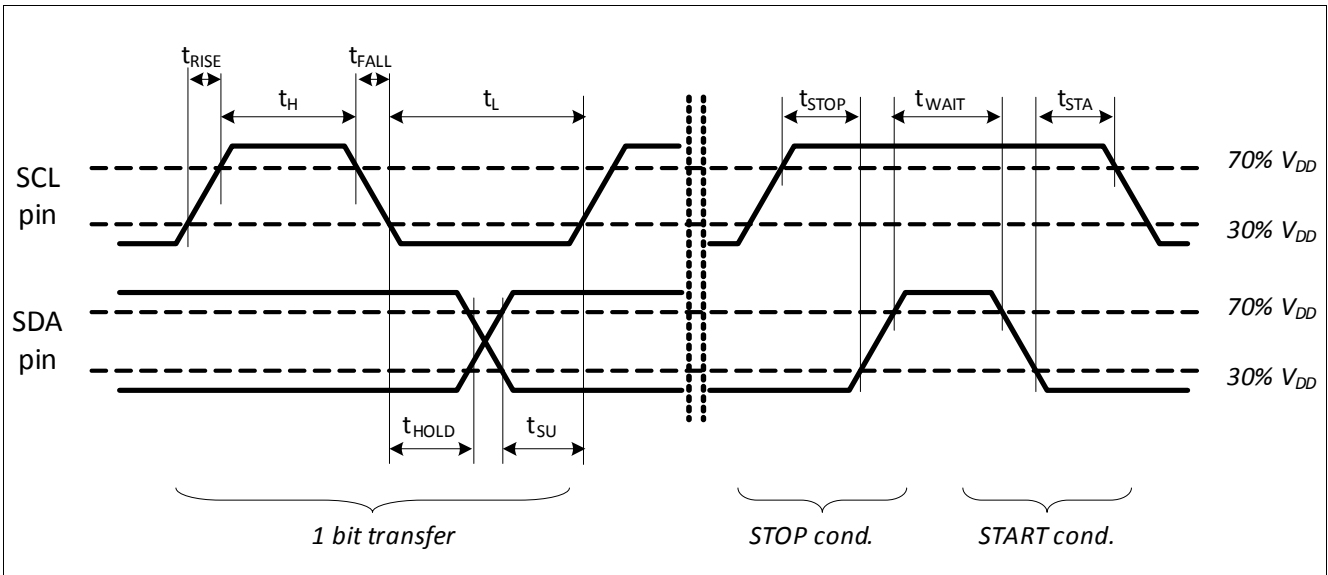 tRISE
tFALL
tH
tL
tSTOP
tWAIT
tSTA
SCL
pin
70% VDD
30% VDD
SDA
pin
70% VDD
30% VDD
tHOLD
tSU
1 bit transfer
STOP cond.
START cond.